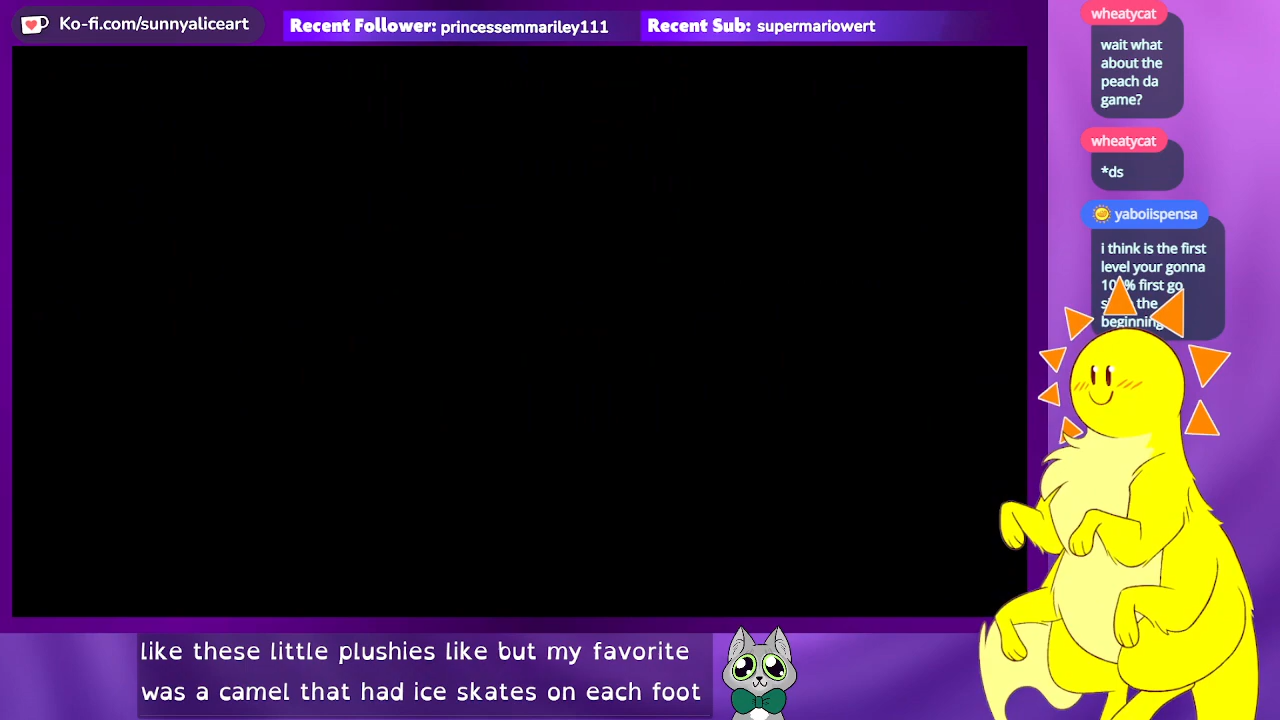 Ko-fi.com/sunnyaliceart
Recent Follower: princessemmariley111
Recent Sub: supermariowert
wheatycat
wait what
about the
peach da
game?
wheatycat
*ds
yaboiispensa
i think is the first
level your gonna
first go
the
beginning
like these little plushies like but my favorite
was a camel that had ice skates on each foot